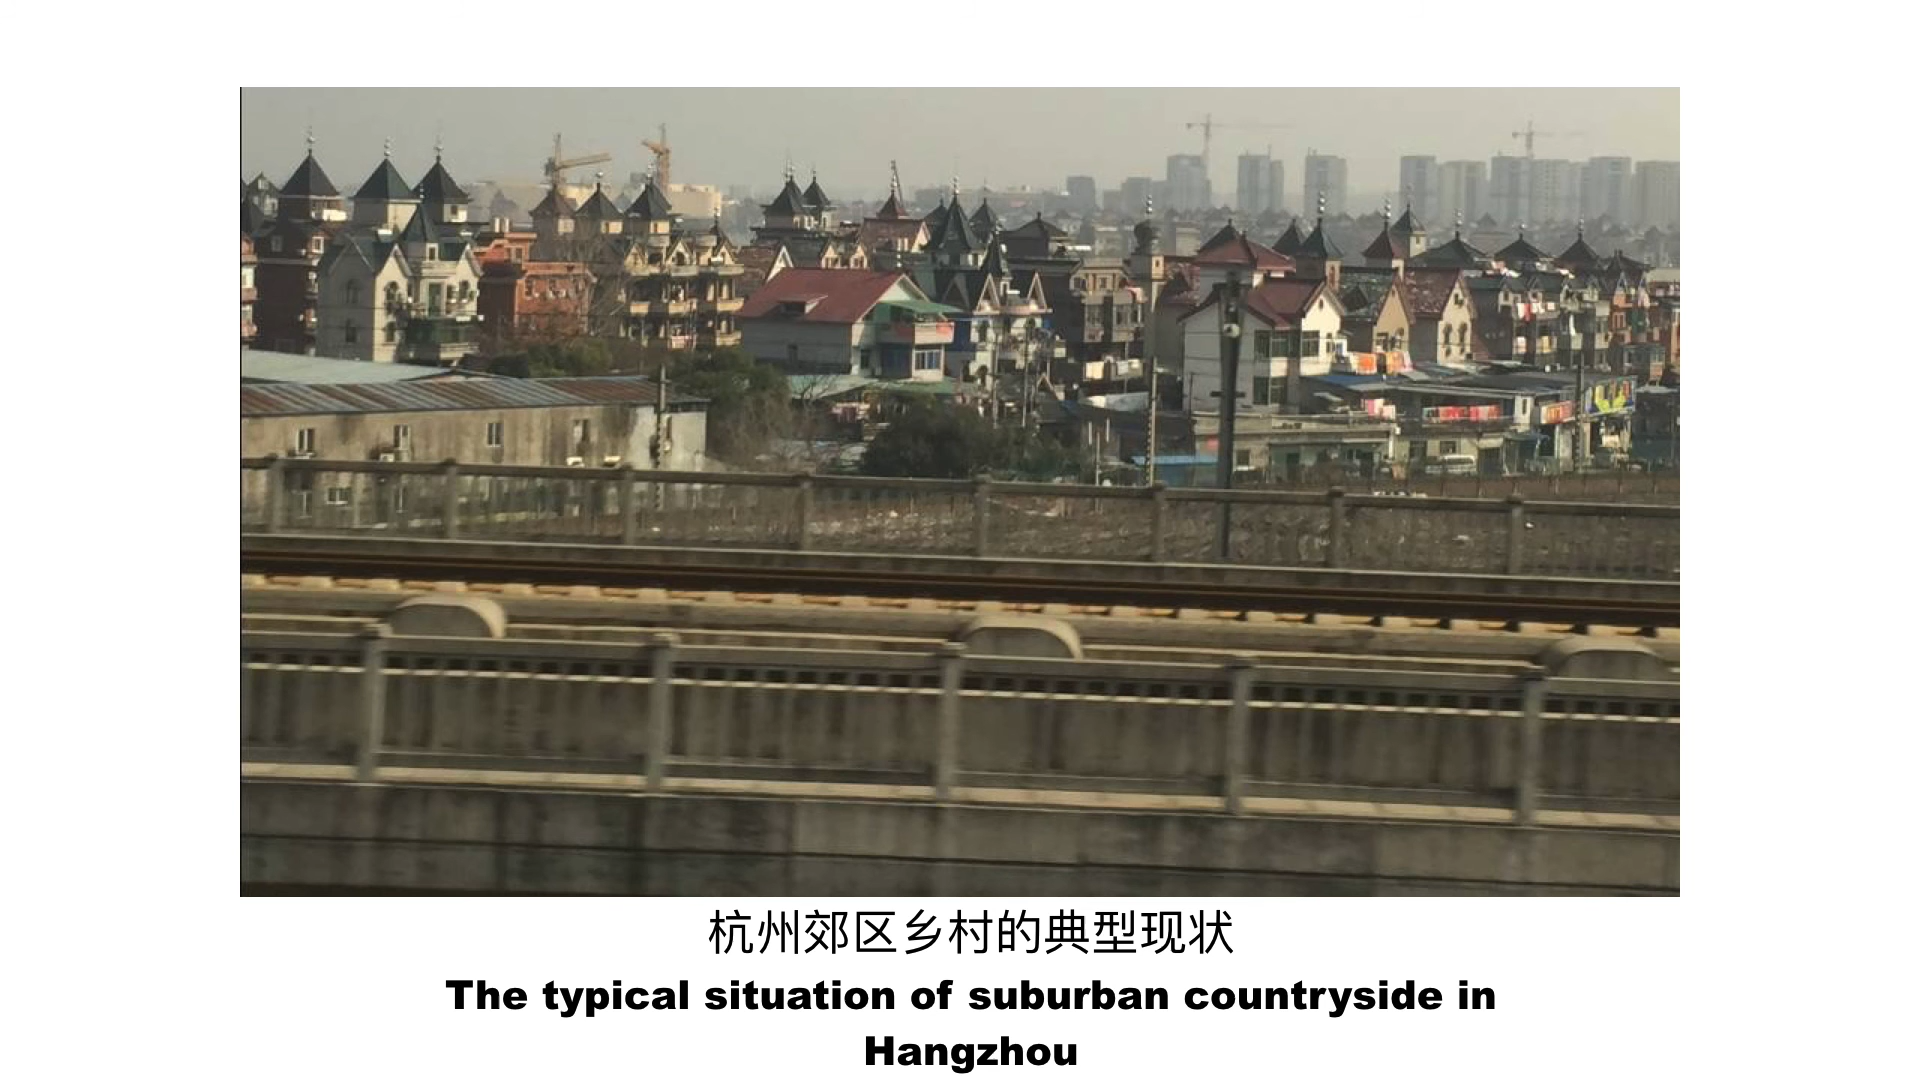 杭州郊区乡村的典型现状
The typical situation of suburban countryside in
Hangzhou